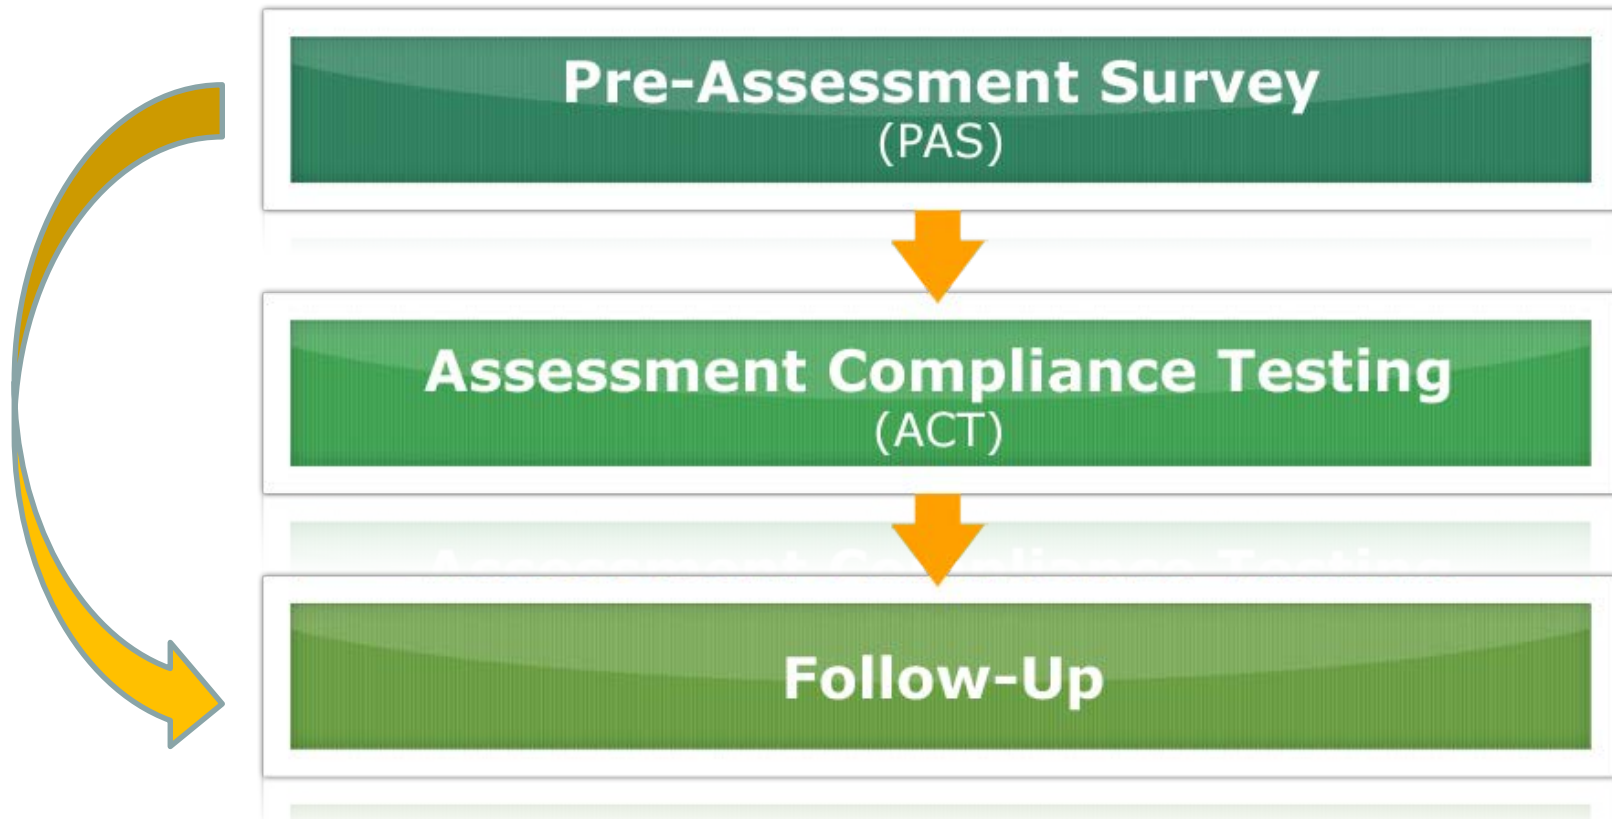 Pre-Assessment Survey
(PAS)
Assessment Compliance Testing
(ACT)
Follow-Up